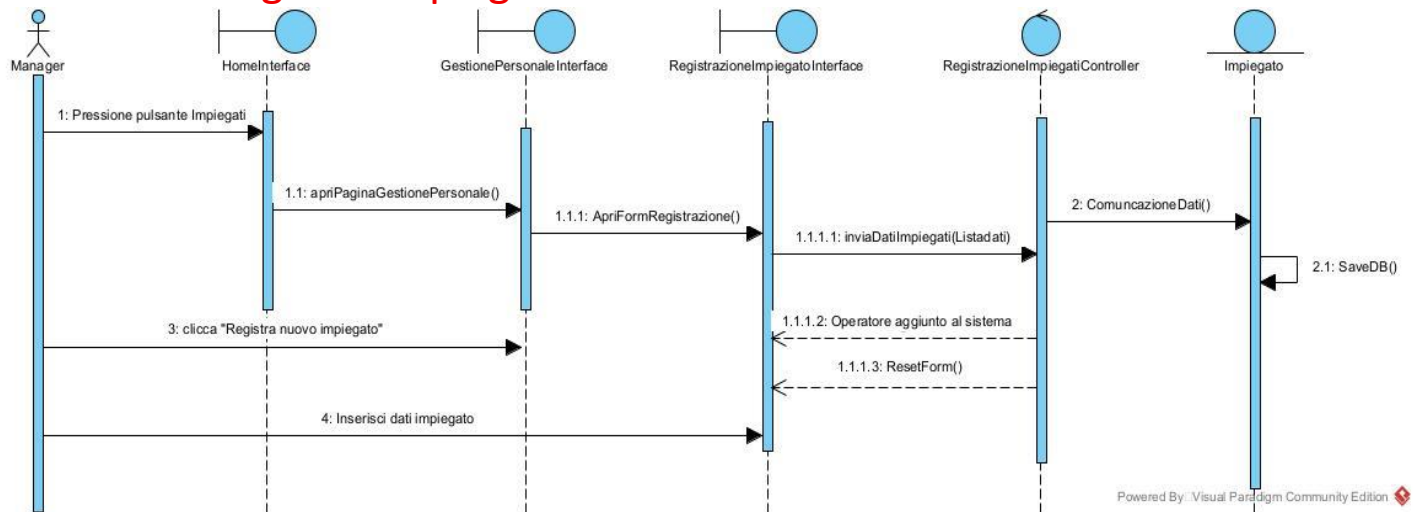 Manager
HomeInterface
GestionePersonaleInterface
RegistrazioneImpiegatoInterface
RegistrazioneImpiegatiController
Impiegato
1: Pressione pulsante Impiegati
1.1: apriPaginaGestionePersonale()
1.1.1: ApriFormRegistrazione()
2: ComuncazioneDati()
1.1.1.1: inviaDatiImpiegati(Listadati)
2.1: SaveDB()
3: clicca "Registra nuovo impiegato"
1.1.1.2: Operatore aggiunto al sistema
1.1.1.3: ResetForm()
4: Inserisci dati impiegato
Powered By Visual Paradigm Community Edition